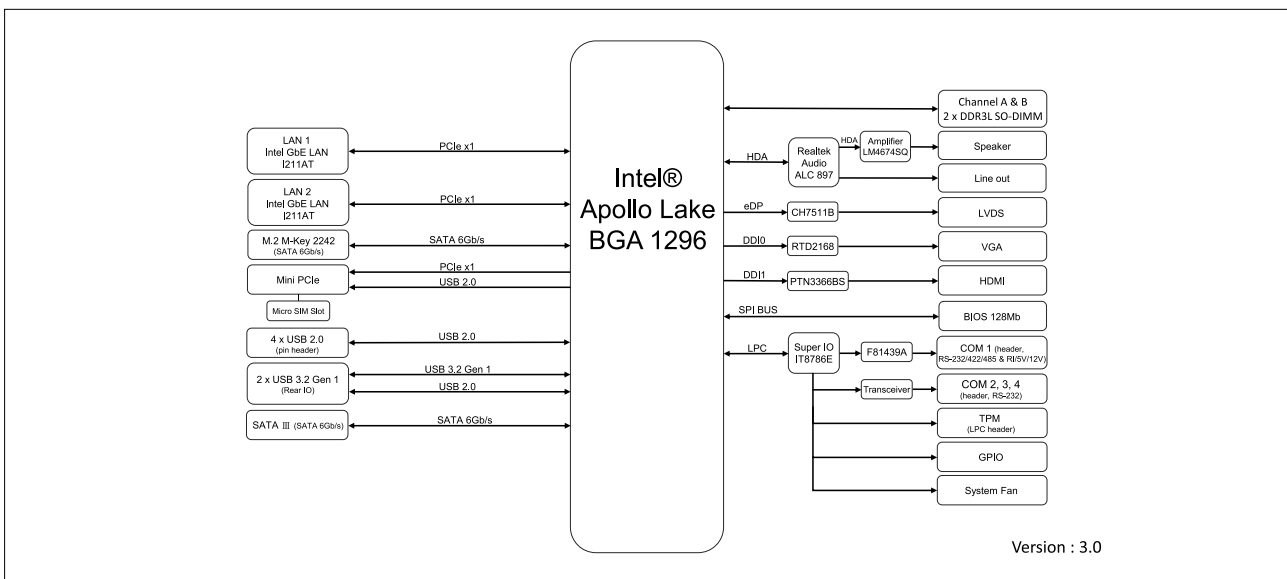 LAN 1
Intel GbE LAN
I211AT
PCIe x1
LAN 2
Intel GbE LAN
I211AT
PCIe x1
M.2 M-Key 2242
(SATA 6Gb/s)
SATA 6Gb/s
Mini PCIe
PCIe x1
USB 2.0
Micro SIM Slot
4 x USB 2.0
(pin header)
USB 2.0
2 x USB 3.2 Gen 1
(Rear IO)
USB 3.2 Gen 1
USB 2.0
SATA Ⅲ (SATA 6Gb/s)
SATA 6Gb/s
Intel®
Apollo Lake
BGA 1296
Channel A & B
2 x DDR3L SO-DIMM
HDA
Realtek
Audio
ALC 897
HDA
Amplifier
LM4674SQ
Speaker
Line out
eDP
CH7511B
LVDS
DDI0
RTD2168
VGA
DDI1
PTN3366BS
HDMI
SPI BUS
BIOS 128Mb
LPC
Super IO
IT8786E
F81439A
COM 1 (header,
RS-232/422/485 & RI/5V/12V)
Transceiver
COM 2, 3, 4
(header, RS-232)
TPM
(LPC header)
GPIO
System Fan
Version : 3.0